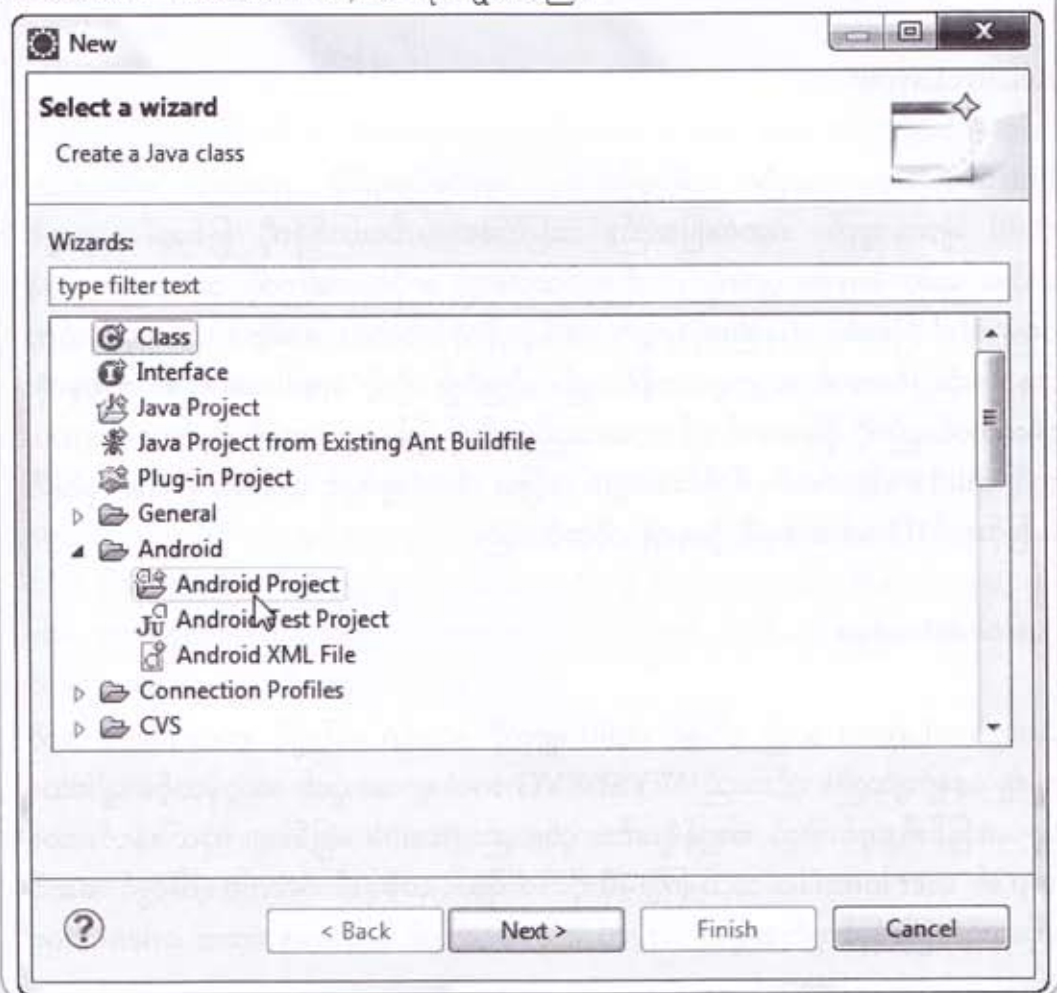 New
Select a wizard
Create a Java class
Wizards:
type filter text
Class
Interface
Java Project
Java Project from Existing Ant Buildfile
Plug-in Project
General
Android
Android Project
Android Test Project
Android XML File
Connection Profiles
CVS
< Back Next > Finish Cancel